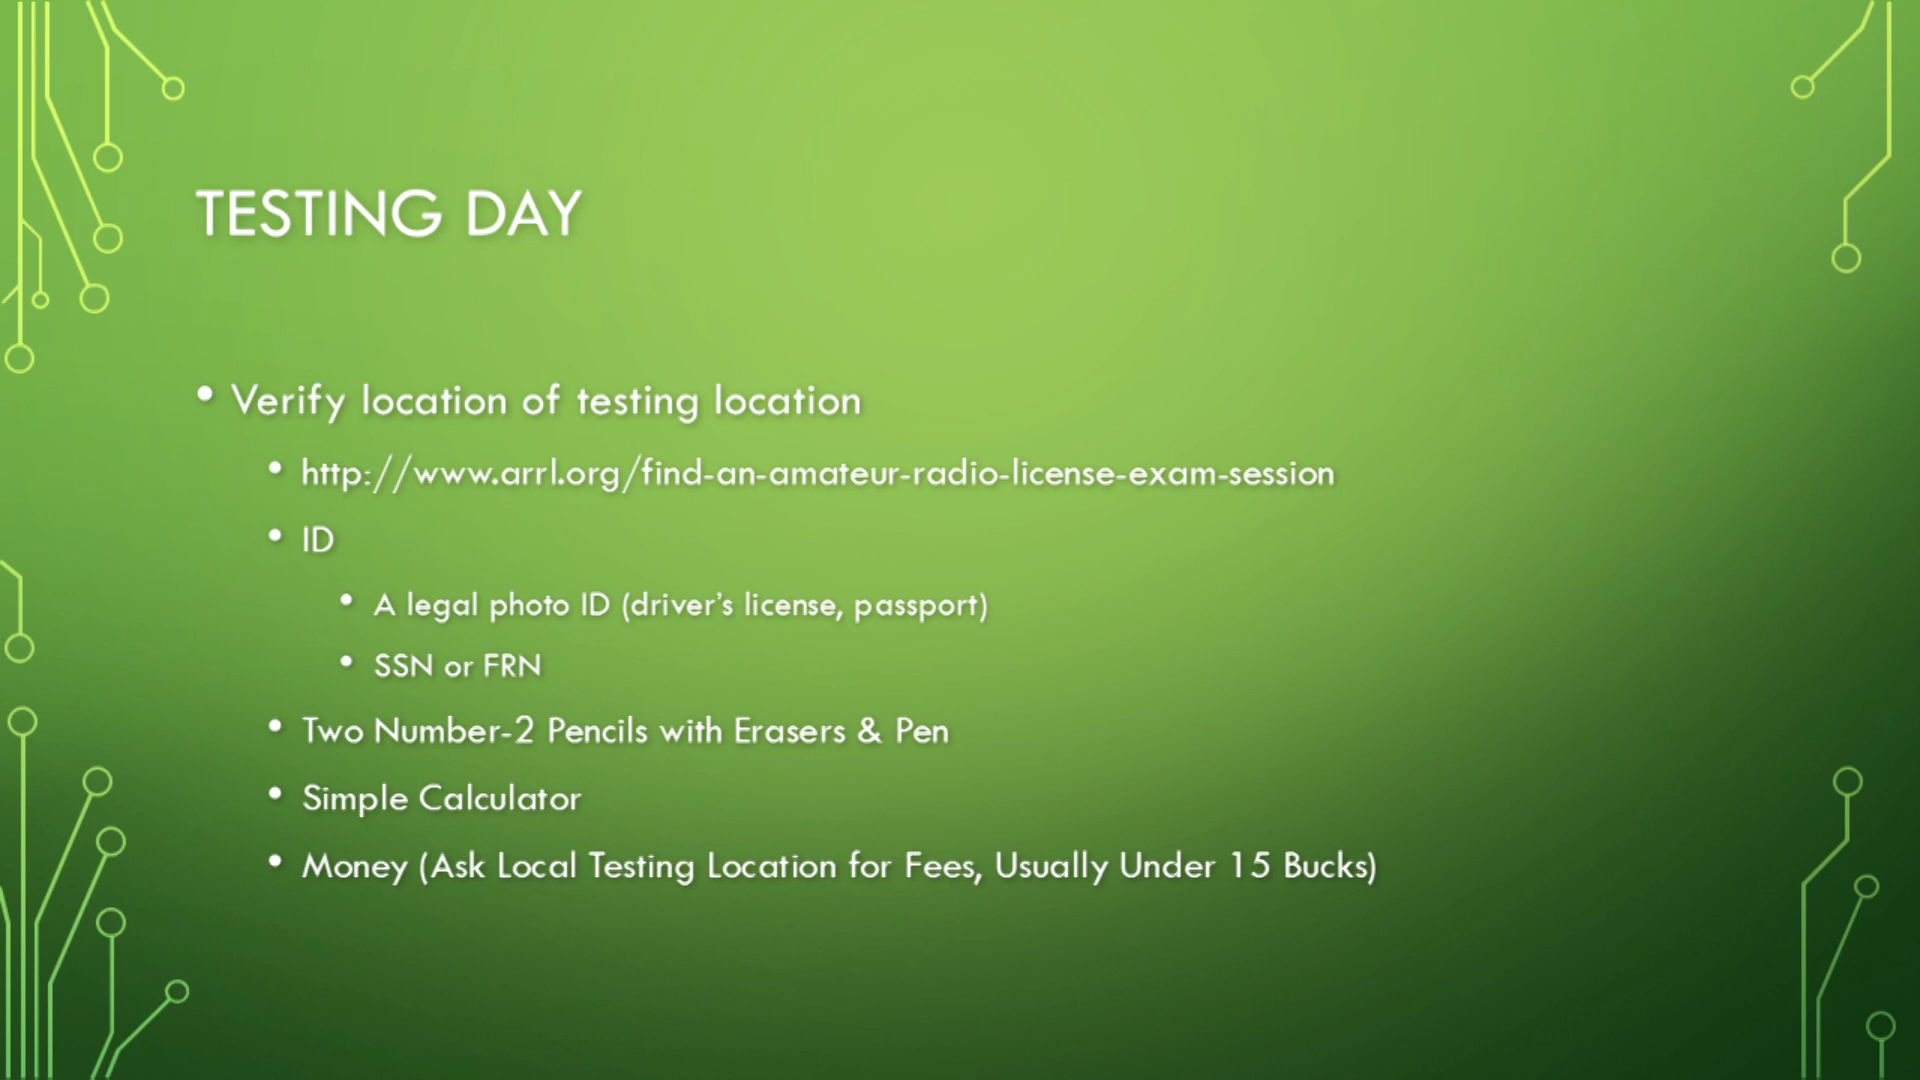 TESTING DAY
• Verify location of testing location
• http://www.arrl.org/find-an-amateur-radio-license-exam-session
• ID
• A legal photo ID (driver's license, passport)
• SSN or FRN
• Two Number-2 Pencils with Erasers & Pen
• Simple Calculator
• Money (Ask Local Testing Location for Fees, Usually Under 15 Bucks)